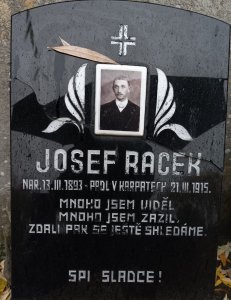 JOSEF RACEK
NAR. 13. III. 1893 - PADL V KARPATECH 21. III. 1915.
MNOHO JSEM VIDĚL
MNOHO JSEM ZAŽIL,
ZDALI PAK SE JEŠTĚ SHLEDÁME.
SPI SLADCE!